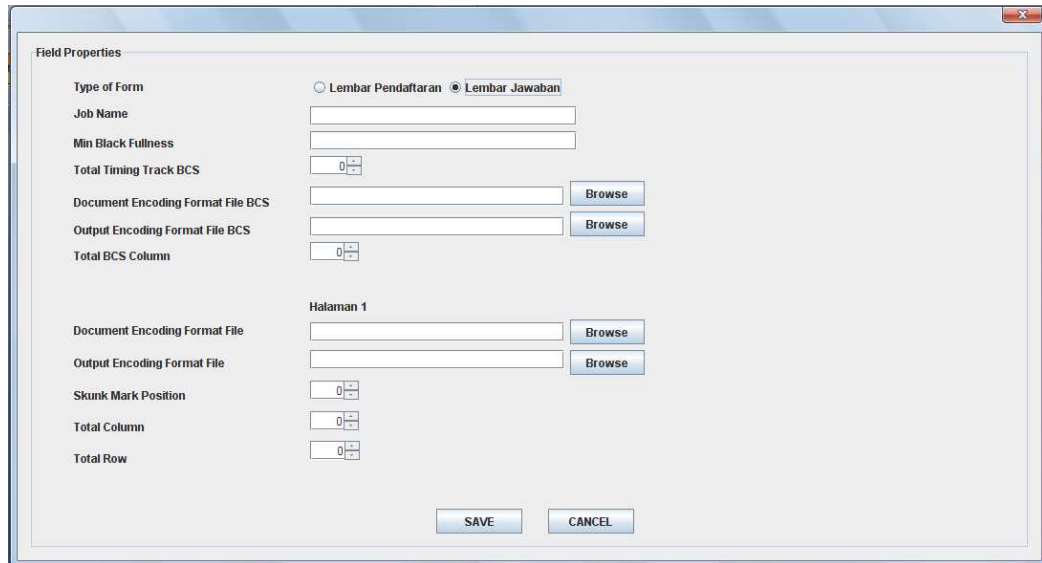 Field Properties
Type of Form Lembar Pendaftaran Lembar Jawaban
Job Name
Min Black Fullness
Total Timing Track BCS 0
Document Encoding Format File BCS Browse
Output Encoding Format File BCS Browse
Total BCS Column 0
Halaman 1
Document Encoding Format File Browse
Output Encoding Format File Browse
Skunk Mark Position 0
Total Column 0
Total Row 0
SAVE CANCEL